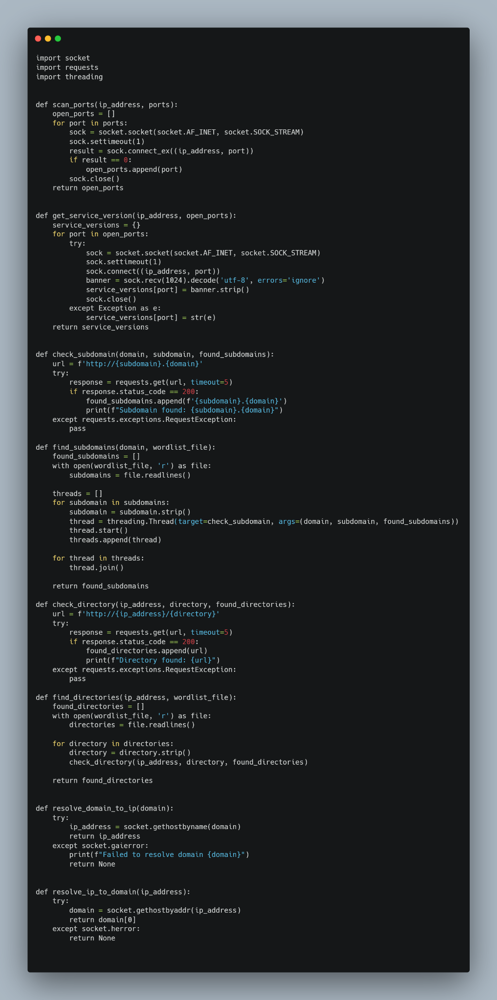 import socket
import requests
import threading
def scan_ports(ip_address, ports):
    open_ports = []
    for port in ports:
        sock = socket.socket(socket.AF_INET, socket.SOCK_STREAM)
        sock.settimeout(1)
        result = sock.connect_ex((ip_address, port))
        if result == 0:
            open_ports.append(port)
        sock.close()
    return open_ports
def get_service_version(ip_address, open_ports):
    service_versions = {}
    for port in open_ports:
        try:
            sock = socket.socket(socket.AF_INET, socket.SOCK_STREAM)
            sock.settimeout(1)
            sock.connect((ip_address, port))
            banner = sock.recv(1024).decode('utf-8', errors='ignore')
            service_versions[port] = banner.strip()
            sock.close()
        except Exception as e:
            service_versions[port] = str(e)
    return service_versions
def check_subdomain(domain, subdomain, found_subdomains):
    url = f'http://{subdomain}.{domain}'
    try:
        response = requests.get(url, timeout=5)
        if response.status_code == 200:
            found_subdomains.append(f'{subdomain}.{domain}')
            print(f"Subdomain found: {subdomain}.{domain}")
    except requests.exceptions.RequestException:
        pass
def find_subdomains(domain, wordlist_file):
    found_subdomains = []
    with open(wordlist_file, 'r') as file:
        subdomains = file.readlines()
    threads = []
    for subdomain in subdomains:
        subdomain = subdomain.strip()
        thread = threading.Thread(target=check_subdomain, args=(domain, subdomain, found_subdomains))
        thread.start()
        threads.append(thread)
    for thread in threads:
        thread.join()
    return found_subdomains
def check_directory(ip_address, directory, found_directories):
    url = f'http://{ip_address}/{directory}'
    try:
        response = requests.get(url, timeout=5)
        if response.status_code == 200:
            found_directories.append(url)
            print(f"Directory found: {url}")
    except requests.exceptions.RequestException:
        pass
def find_directories(ip_address, wordlist_file):
    found_directories = []
    with open(wordlist_file, 'r') as file:
        directories = file.readlines()
    for directory in directories:
        directory = directory.strip()
        check_directory(ip_address, directory, found_directories)
    return found_directories
def resolve_domain_to_ip(domain):
    try:
        ip_address = socket.gethostbyname(domain)
        return ip_address
    except socket.gaierror:
        print(f"Failed to resolve domain {domain}")
        return None
def resolve_ip_to_domain(ip_address):
    try:
        domain = socket.gethostbyaddr(ip_address)
        return domain[0]
    except socket.herror:
        return None